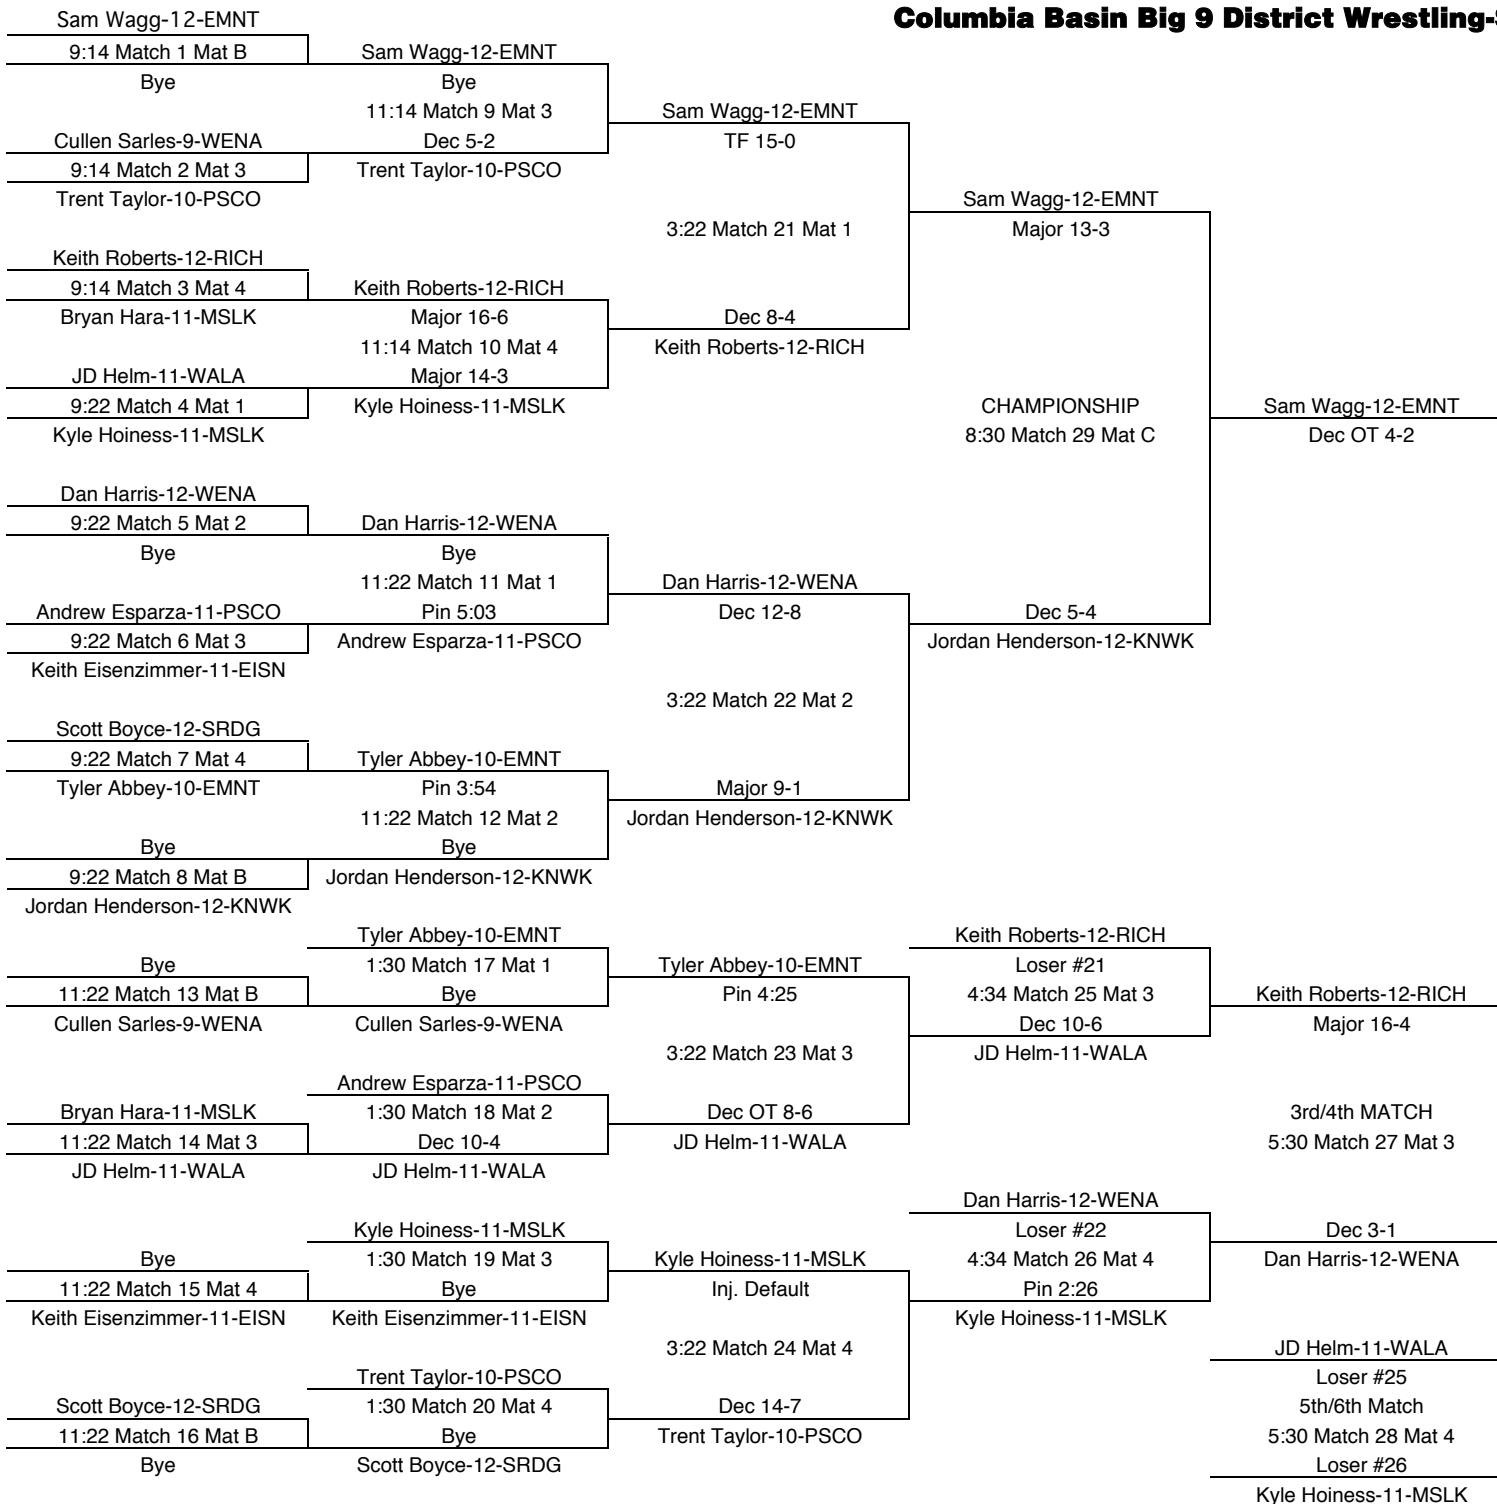 Columbia Basin Big 9 District Wrestling-
Sam Wagg-12-EMNT
9:14 Match 1 Mat B
Bye
Cullen Sarles-9-WENA
9:14 Match 2 Mat 3
Trent Taylor-10-PSCO
Keith Roberts-12-RICH
9:14 Match 3 Mat 4
Bryan Hara-11-MSLK
JD Helm-11-WALA
9:22 Match 4 Mat 1
Kyle Hoiness-11-MSLK
Dan Harris-12-WENA
9:22 Match 5 Mat 2
Bye
Andrew Esparza-11-PSCO
9:22 Match 6 Mat 3
Keith Eisenzimmer-11-EISN
Scott Boyce-12-SRDG
9:22 Match 7 Mat 4
Tyler Abbey-10-EMNT
Bye
9:22 Match 8 Mat B
Jordan Henderson-12-KNWK
Sam Wagg-12-EMNT
Bye
11:14 Match 9 Mat 3
Dec 5-2
Trent Taylor-10-PSCO
Keith Roberts-12-RICH
Major 16-6
11:14 Match 10 Mat 4
Major 14-3
Kyle Hoiness-11-MSLK
Dan Harris-12-WENA
Bye
11:22 Match 11 Mat 1
Pin 5:03
Andrew Esparza-11-PSCO
Tyler Abbey-10-EMNT
Pin 3:54
11:22 Match 12 Mat 2
Bye
Jordan Henderson-12-KNWK
Sam Wagg-12-EMNT
TF 15-0
3:22 Match 21 Mat 1
Dec 8-4
Keith Roberts-12-RICH
Dan Harris-12-WENA
Dec 12-8
3:22 Match 22 Mat 2
Major 9-1
Jordan Henderson-12-KNWK
Sam Wagg-12-EMNT
Major 13-3
CHAMPIONSHIP
8:30 Match 29 Mat C
Dec 5-4
Jordan Henderson-12-KNWK
Sam Wagg-12-EMNT
Dec OT 4-2
Bye
11:22 Match 13 Mat B
Cullen Sarles-9-WENA
Bryan Hara-11-MSLK
11:22 Match 14 Mat 3
JD Helm-11-WALA
Bye
11:22 Match 15 Mat 4
Keith Eisenzimmer-11-EISN
Scott Boyce-12-SRDG
11:22 Match 16 Mat B
Bye
Tyler Abbey-10-EMNT
1:30 Match 17 Mat 1
Bye
Cullen Sarles-9-WENA
Andrew Esparza-11-PSCO
1:30 Match 18 Mat 2
Dec 10-4
JD Helm-11-WALA
Kyle Hoiness-11-MSLK
1:30 Match 19 Mat 3
Bye
Keith Eisenzimmer-11-EISN
Trent Taylor-10-PSCO
1:30 Match 20 Mat 4
Bye
Scott Boyce-12-SRDG
Tyler Abbey-10-EMNT
Pin 4:25
3:22 Match 23 Mat 3
Dec OT 8-6
JD Helm-11-WALA
Kyle Hoiness-11-MSLK
Inj. Default
3:22 Match 24 Mat 4
Dec 14-7
Trent Taylor-10-PSCO
Keith Roberts-12-RICH
Loser #21
4:34 Match 25 Mat 3
Dec 10-6
JD Helm-11-WALA
Dan Harris-12-WENA
Loser #22
4:34 Match 26 Mat 4
Pin 2:26
Kyle Hoiness-11-MSLK
Keith Roberts-12-RICH
Major 16-4
3rd/4th MATCH
5:30 Match 27 Mat 3
Dec 3-1
Dan Harris-12-WENA
JD Helm-11-WALA
Loser #25
5th/6th Match
5:30 Match 28 Mat 4
Loser #26
Kyle Hoiness-11-MSLK